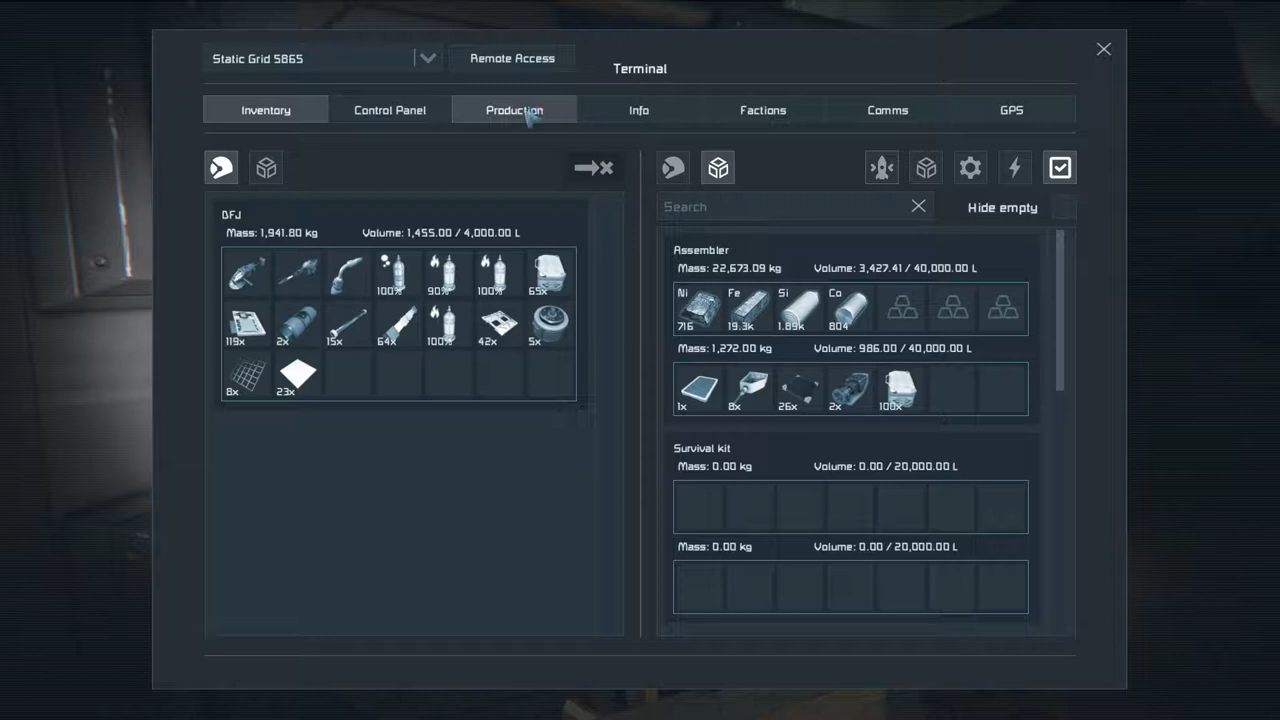 Static Grid 5865
Remote Access
Terminal
Inventory
Control Panel
Production
Info
Factions
Comms
GPS
BFJ
Mass: 1,941.80 kg
Volume: 1,455.00 / 4,000.00 L
100%
90%
100%
65x
119x
2x
15x
64x
100%
42x
5x
8x
23x
Search
Hide empty
Assembler
Mass: 22,673.09 kg
Volume: 3,427.41 / 40,000.00 L
Ni
Fe
Si
Co
716
19.3k
1.89k
804
Mass: 1,272.00 kg
Volume: 986.00 / 40,000.00 L
1x
8x
26x
2x
100x
Survival kit
Mass: 0.00 kg
Volume: 0.00 / 20,000.00 L
Mass: 0.00 kg
Volume: 0.00 / 20,000.00 L